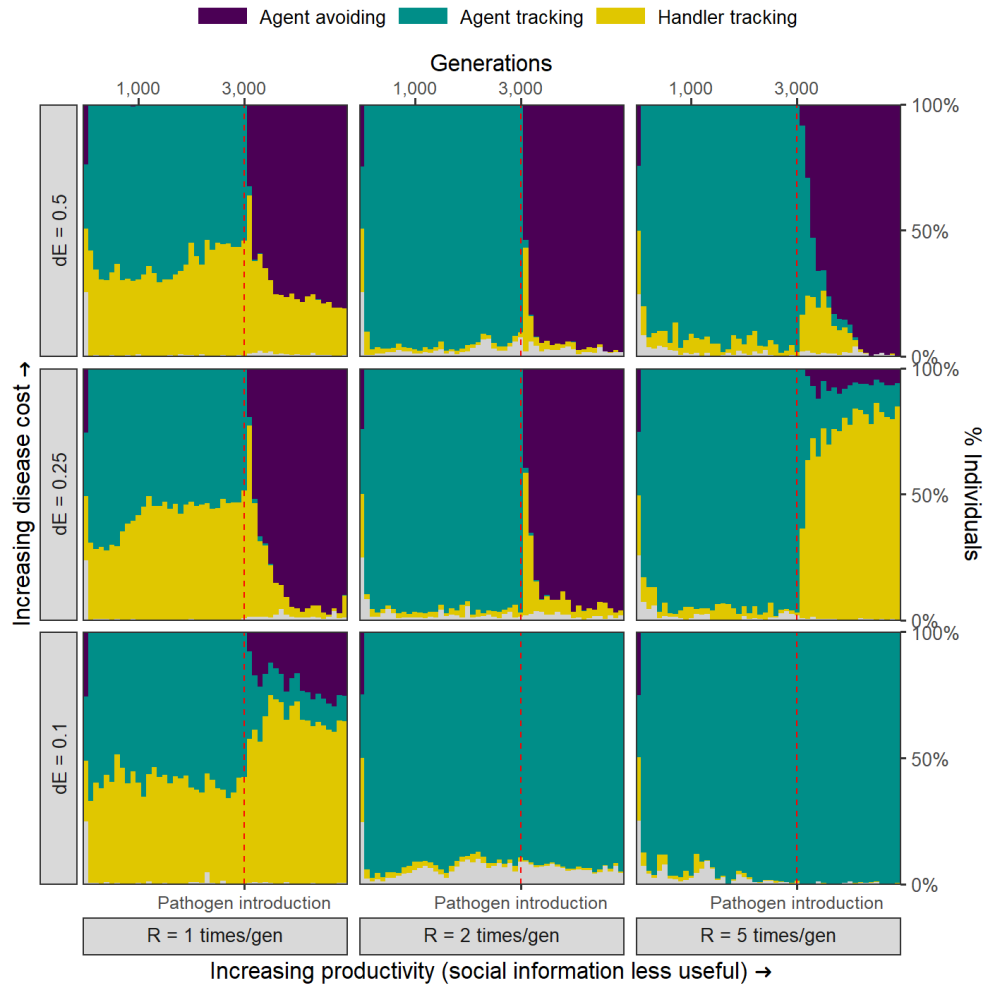 Agent avoiding Agent tracking Handler tracking
Generations
1,000 3,000 1,000 3,000 1,000 3,000
dE = 0.5
100%
50%
0%
dE = 0.25
100%
50%
0%
dE = 0.1
100%
50%
0%
Increasing disease cost →
% Individuals
Pathogen introduction Pathogen introduction Pathogen introduction
R = 1 times/gen R = 2 times/gen R = 5 times/gen
Increasing productivity (social information less useful) →